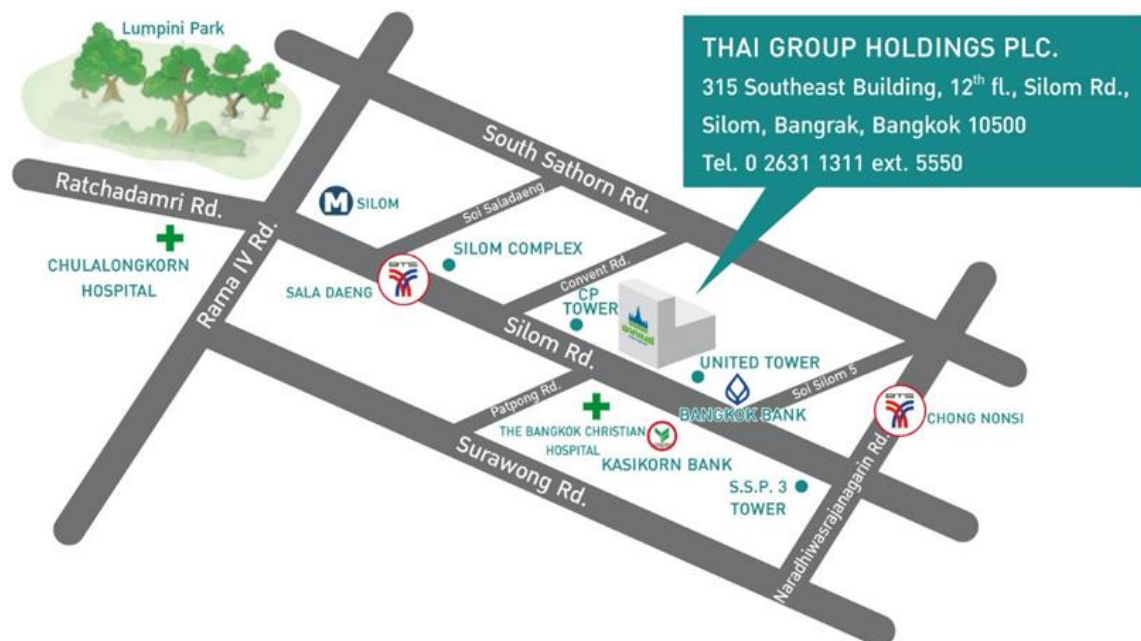 Lumpini Park
THAI GROUP HOLDINGS PLC.
315 Southeast Building, 12th fl., Silom Rd.,
Silom, Bangrak, Bangkok 10500
Tel. 0 2631 1311 ext. 5550
South Sathorn Rd.
Ratchadamri Rd.
M
SILOM
Soi Saladaeng
CHULALONGKORN
HOSPITAL
Rama IV Rd.
SILOM COMPLEX
BTS
SALA DAENG
Convent Rd.
CP
TOWER
Silom Rd.
UNITED TOWER
Soi Silom 5
BANGKOK BANK
BTS
CHONG NONSI
Patpong Rd.
THE BANGKOK CHRISTIAN
HOSPITAL
KASIKORN BANK
Surawong Rd.
S.S.P. 3
TOWER
Naradhiwasrajanagarin Rd.